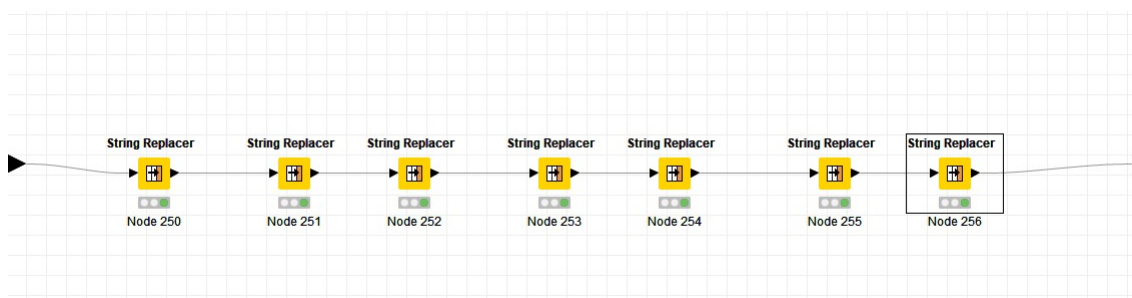 String Replacer
String Replacer
String Replacer
String Replacer
String Replacer
String Replacer
String Replacer
Node 250
Node 251
Node 252
Node 253
Node 254
Node 255
Node 256